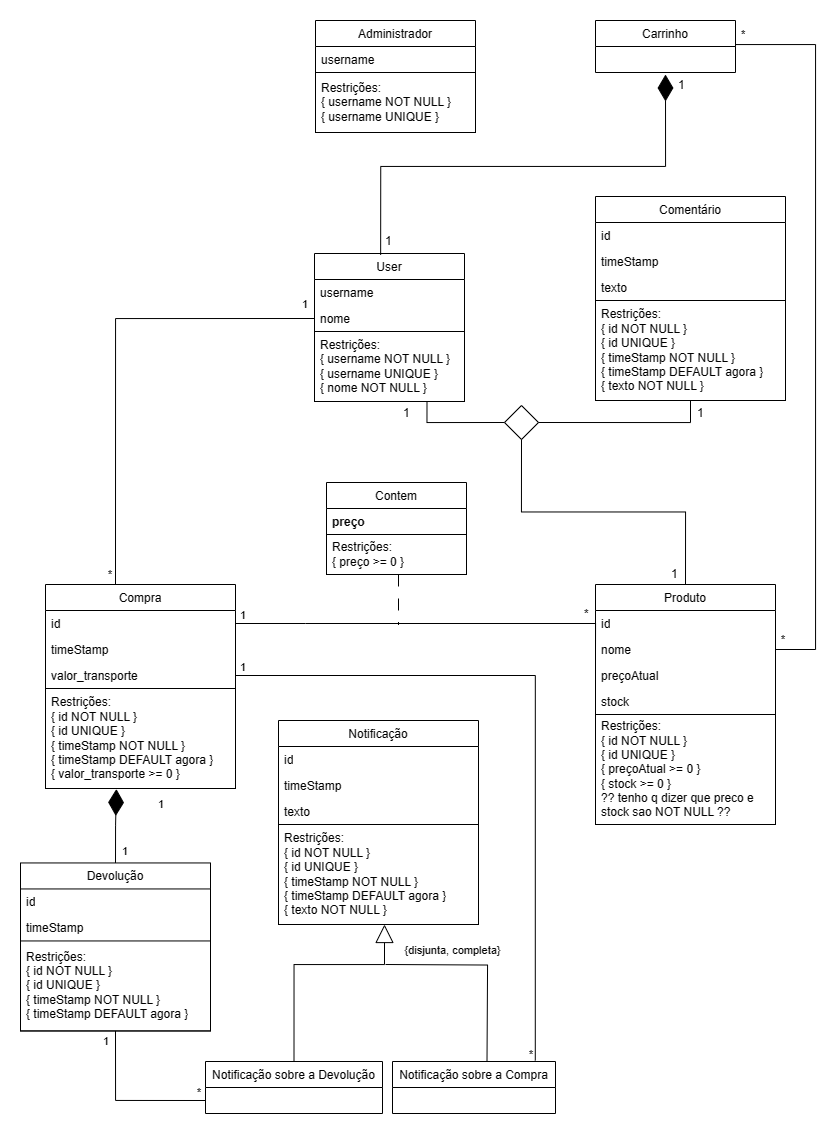 Administrador
username
Restrições:
{ username NOT NULL }
{ username UNIQUE }
Carrinho
*
1
1
Comentário
id
timeStamp
texto
Restrições:
{ id NOT NULL }
{ id UNIQUE }
{ timeStamp NOT NULL }
{ timeStamp DEFAULT agora }
{ texto NOT NULL }
1
User
username
nome
Restrições:
{ username NOT NULL }
{ username UNIQUE }
{ nome NOT NULL }
1
1
Contem
preço
Restrições:
{ preço >= 0 }
*
Compra
id
timeStamp
valor_transporte
Restrições:
{ id NOT NULL }
{ id UNIQUE }
{ timeStamp NOT NULL }
{ timeStamp DEFAULT agora }
{ valor_transporte >= 0 }
1
*
1
1
Produto
id
nome
preçoAtual
stock
Restrições:
{ id NOT NULL }
{ id UNIQUE }
{ preçoAtual >= 0 }
{ stock >= 0 }
?? tenho q dizer que preco e
stock sao NOT NULL ??
*
Notificação
id
timeStamp
texto
Restrições:
{ id NOT NULL }
{ id UNIQUE }
{ timeStamp NOT NULL }
{ timeStamp DEFAULT agora }
{ texto NOT NULL }
{disjunta, completa}
1
1
Devolução
id
timeStamp
Restrições:
{ id NOT NULL }
{ id UNIQUE }
{ timeStamp NOT NULL }
{ timeStamp DEFAULT agora }
1
*
*
Notificação sobre a Devolução
Notificação sobre a Compra